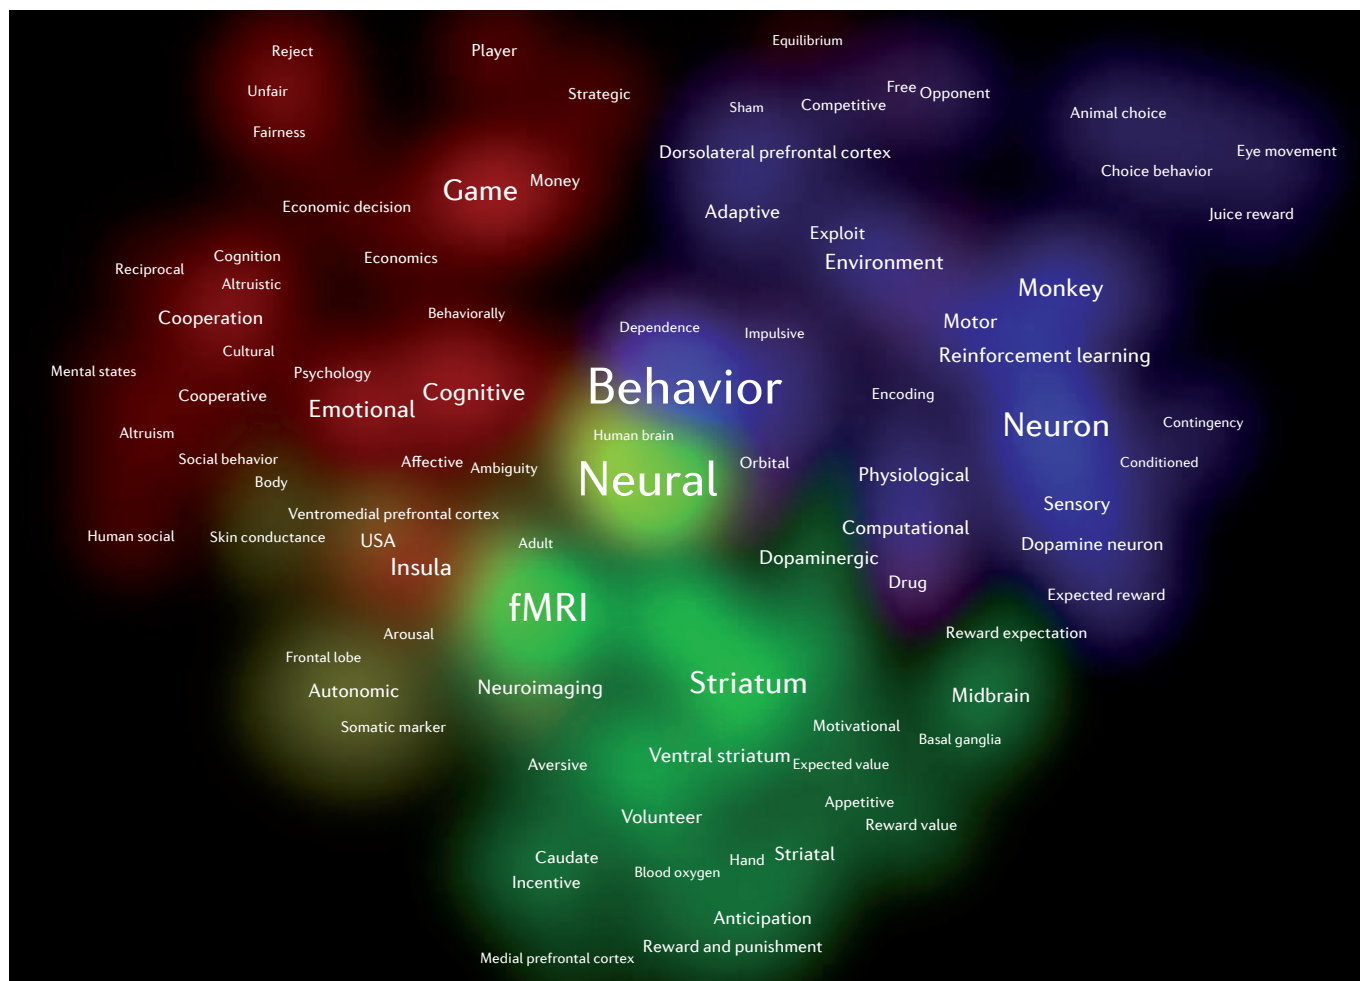 Equilibrium
Reject
Player
Free
Opponent
Unfair
Strategic
Sham
Competitive
Animal choice
Fairness
Dorsolateral prefrontal cortex
Eye movement
Choice behavior
Game
Money
Economic decision
Adaptive
Juice reward
Exploit
Cognition
Economics
Environment
Reciprocal
Altruistic
Monkey
Cooperation
Behaviorally
Dependence
Impulsive
Motor
Cultural
Reinforcement learning
Mental states
Psychology
Behavior
Cooperative
Emotional
Cognitive
Encoding
Altruism
Human brain
Neuron
Contingency
Social behavior
Affective
Ambiguity
Orbital
Conditioned
Body
Neural
Physiological
Ventromedial prefrontal cortex
Sensory
Human social
Skin conductance
USA
Adult
Computational
Insula
Dopaminergic
Dopamine neuron
Drug
Expected reward
fMRI
Arousal
Reward expectation
Frontal lobe
Autonomic
Neuroimaging
Striatum
Midbrain
Somatic marker
Motivational
Basal ganglia
Aversive
Ventral striatum
Expected value
Volunteer
Appetitive
Reward value
Caudate
Hand
Striatal
Incentive
Blood oxygen
Anticipation
Reward and punishment
Medial prefrontal cortex